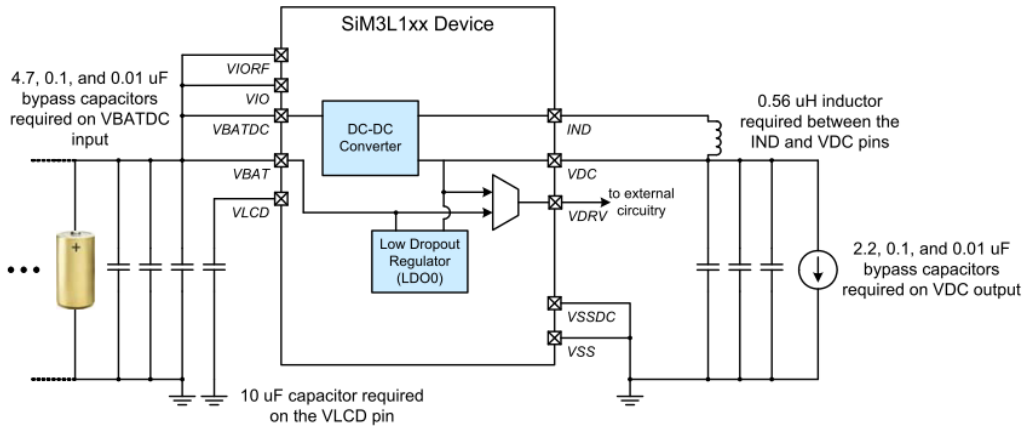 SiM3L1xx Device
4.7, 0.1, and 0.01 uF
bypass capacitors
required on VBATDC
input
VIORF
VIO
VBATDC
VBAT
VLCD
DC-DC
Converter
Low Dropout
Regulator
(LDO0)
IND
VDC
VDRV
to external
circuitry
VSSDC
VSS
0.56 uH inductor
required between the
IND and VDC pins
2.2, 0.1, and 0.01 uF
bypass capacitors
required on VDC output
+
10 uF capacitor required
on the VLCD pin